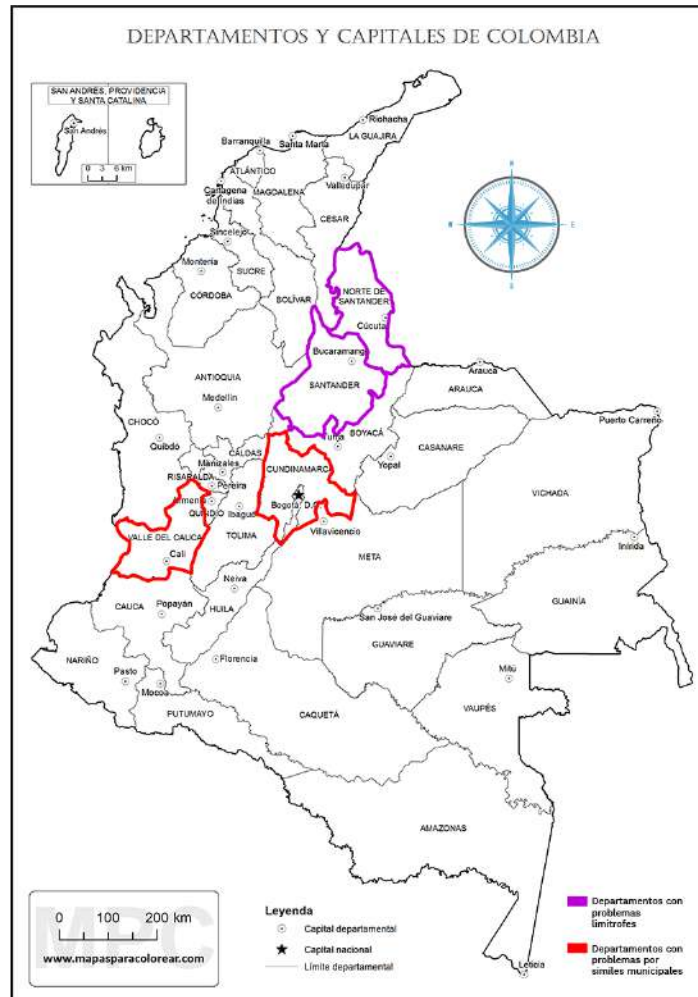 DEPARTAMENTOS Y CAPITALES DE COLOMBIA
SAN ANDRÉS, PROVIDENCIA
Y SANTA CATALINA
San Andrés
0 3 6 km
Riohacha
LA GUAJIRA
Santa Marta
Barranquilla
ATLÁNTICO
MAGDALENA
Valledupar
Cartagena
de Indias
CESAR
Sincelejo
Montería
SUCRE
CÓRDOBA
BOLÍVAR
NORTE DE
SANTANDER
Cúcuta
Bucaramanga
SANTANDER
Arauca
ARAUCA
ANTIOQUIA
Medellín
CHOCÓ
Quibdó
BOYACÁ
Tunja
CASANARE
Yopal
Puerto Carreño
CALDAS
Manizales
CUNDINAMARCA
RISARALDA
Pereira
Armenia
QUINDIO
Ibagué
Bogotá, D.C.
VICHADA
Villavicencio
VALLE DEL CAUCA
TOLIMA
Cali
META
Inírida
Neiva
GUAINÍA
CAUCA
Popayán
HUILA
San José del Guaviare
GUAVIARE
NARIÑO
Florencia
Pasto
Mocoa
Mitú
PUTUMAYO
CAQUETÁ
VAUPÉS
AMAZONAS
Leticia
N
W
E
S
MPC
0 100 200 km
www.mapasparacolorear.com
Leyenda
Capital departamental
Capital nacional
Límite departamental
Departamentos con
problemas
limitrofes
Departamentos con
problemas por
similes municipales